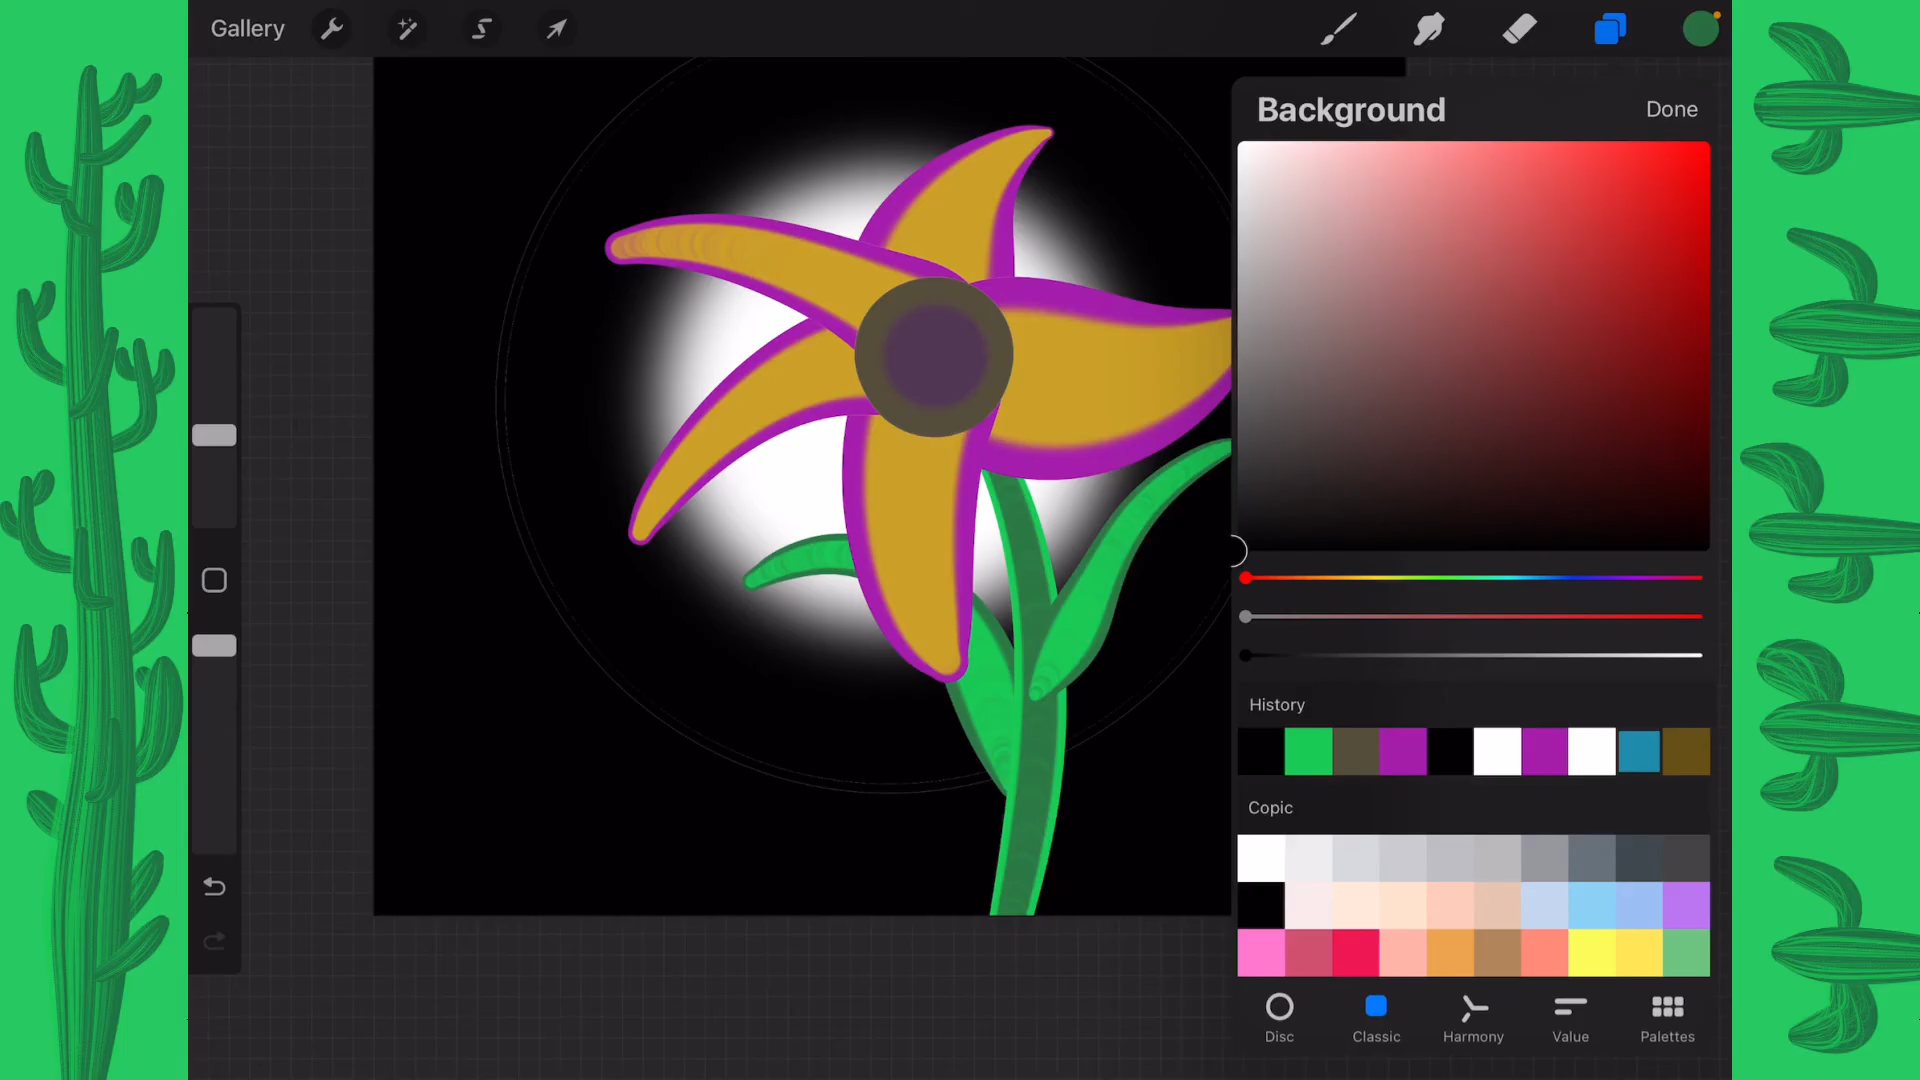 Gallery
Background
Done
History
Copic
Disc
Classic
Harmony
Value
Palettes